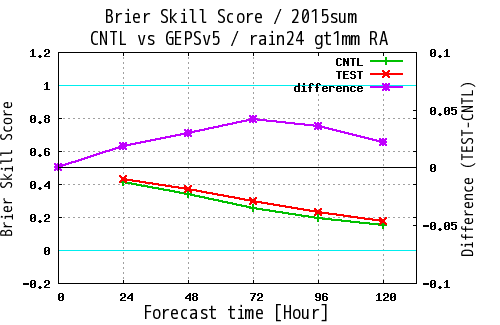 Brier Skill Score / 2015sum
CNTL vs GEPSv5 / rain24 gt1mm RA
1.2
1
0.8
0.6
0.4
0.2
0
-0.2
0.1
0.05
0
-0.05
-0.1
CNTL
TEST
difference
Brier Skill Score
Difference (TEST-CNTL)
0 24 48 72 96 120
Forecast time [Hour]